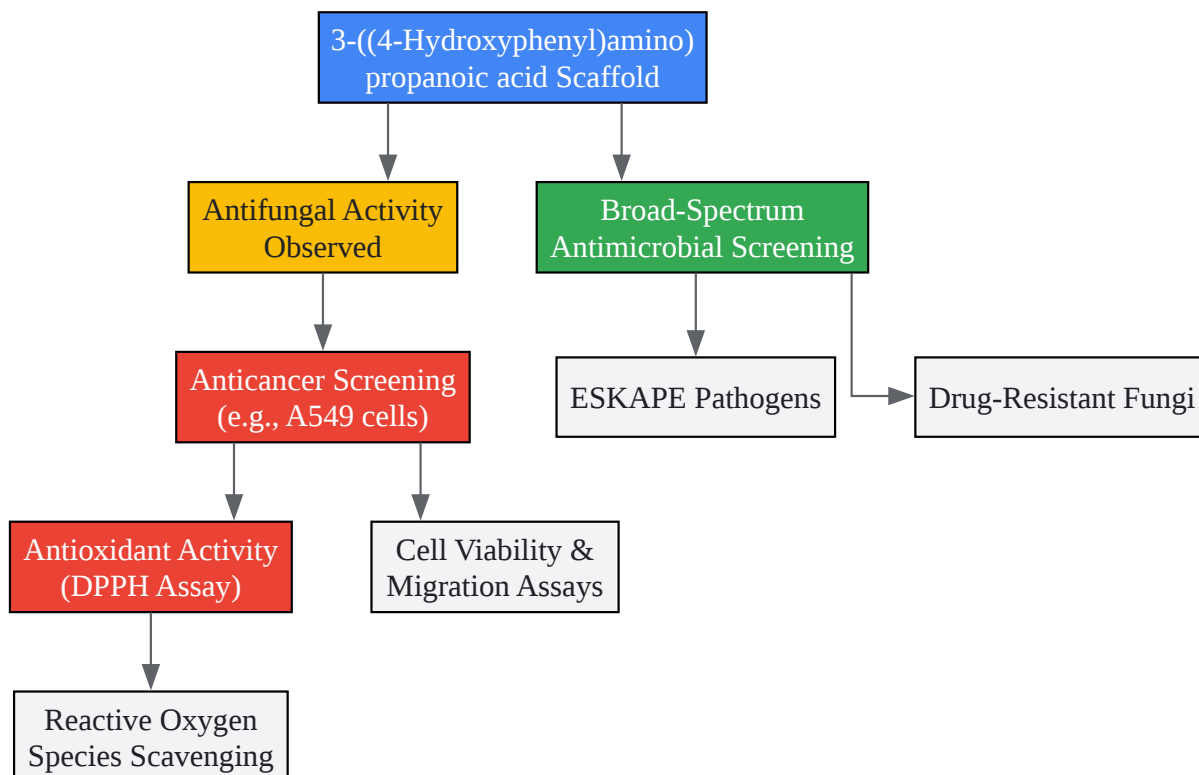 3-((4-Hydroxyphenyl)amino)
propanoic acid Scaffold
Antifungal Activity
Observed
Broad-Spectrum
Antimicrobial Screening
Anticancer Screening
(e.g., A549 cells)
ESKAPE Pathogens
Drug-Resistant Fungi
Antioxidant Activity
(DPPH Assay)
Cell Viability &
Migration Assays
Reactive Oxygen
Species Scavenging